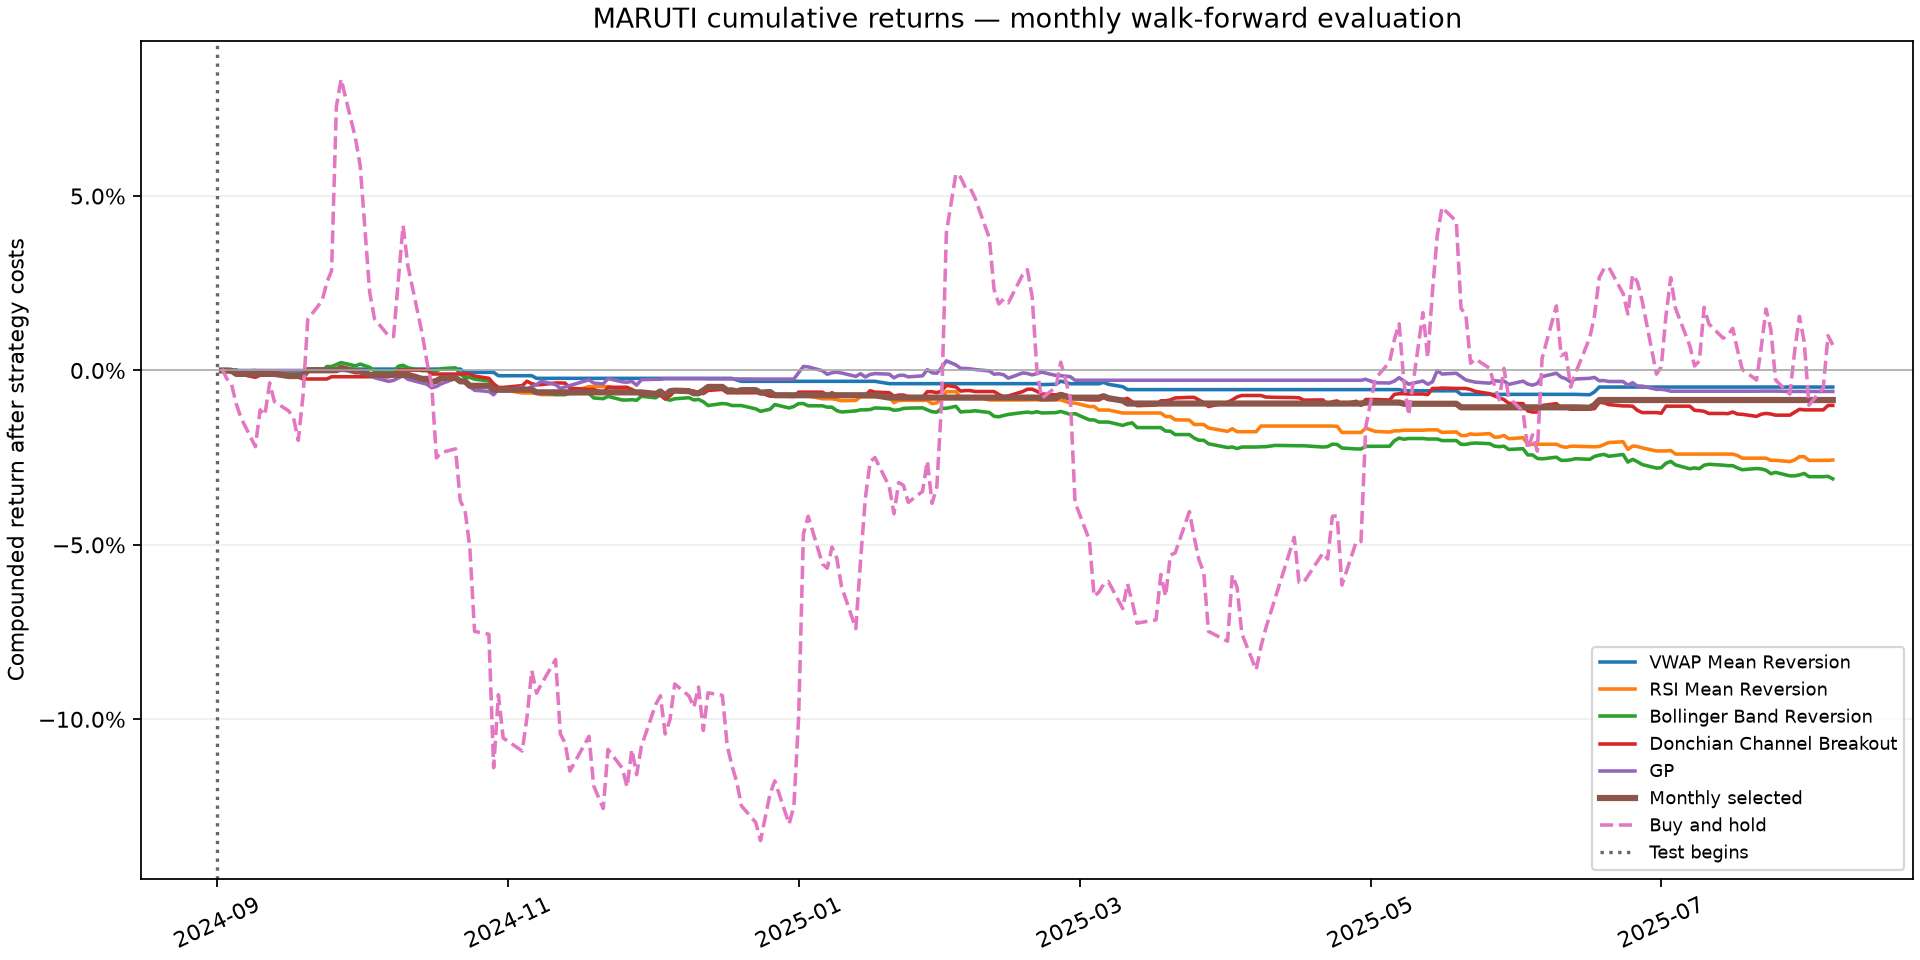 MARUTI cumulative returns — monthly walk-forward evaluation
Compounded return after strategy costs
5.0%
0.0%
−5.0%
−10.0%
VWAP Mean Reversion
RSI Mean Reversion
Bollinger Band Reversion
Donchian Channel Breakout
GP
Monthly selected
Buy and hold
Test begins
2024-09
2024-11
2025-01
2025-03
2025-05
2025-07